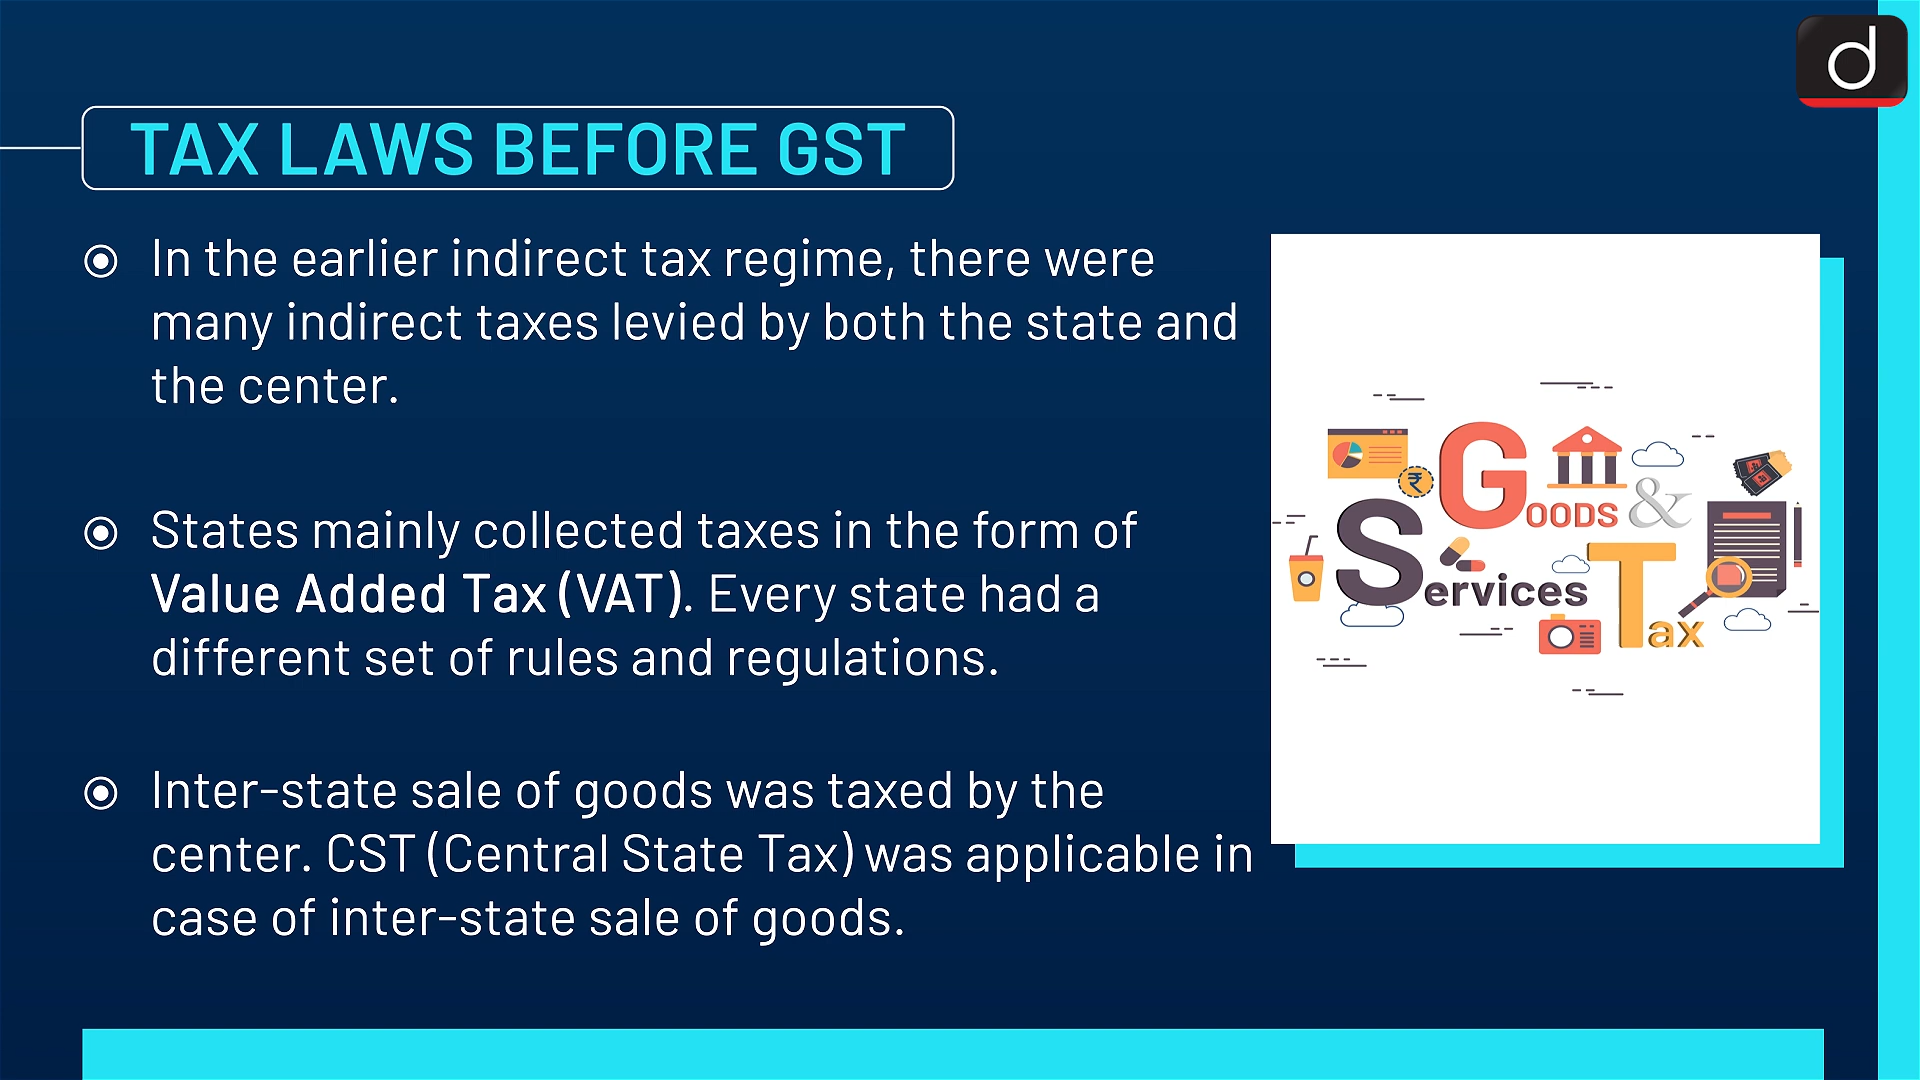 d
TAX LAWS BEFORE GST
In the earlier indirect tax regime, there were
many indirect taxes levied by both the state and
the center.
States mainly collected taxes in the form of
Value Added Tax (VAT). Every state had a
different set of rules and regulations.
Inter-state sale of goods was taxed by the
center. CST (Central State Tax) was applicable in
case of inter-state sale of goods.
₹
GOODS &
Services
Tax